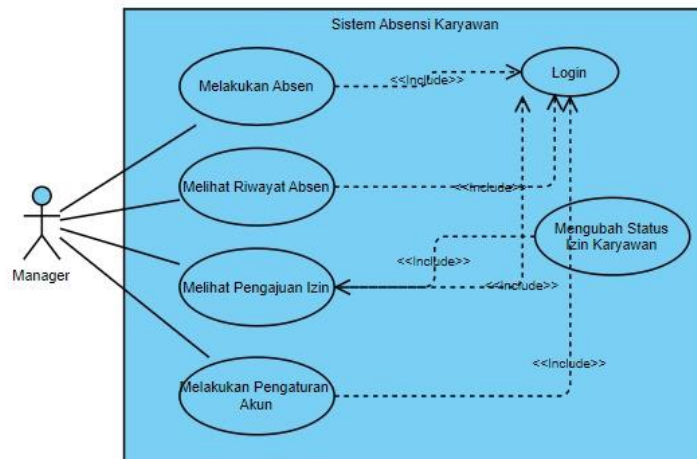 Sistem Absensi Karyawan
Melakukan Absen
<<Include>>
Login
Melihat Riwayat Absen
<<Include>>
Mengubah Status
Izin Karyawan
Manager
Melihat Pengajuan Izin
<<Include>>
<<Include>>
<<Include>>
Melakukan Pengaturan
Akun